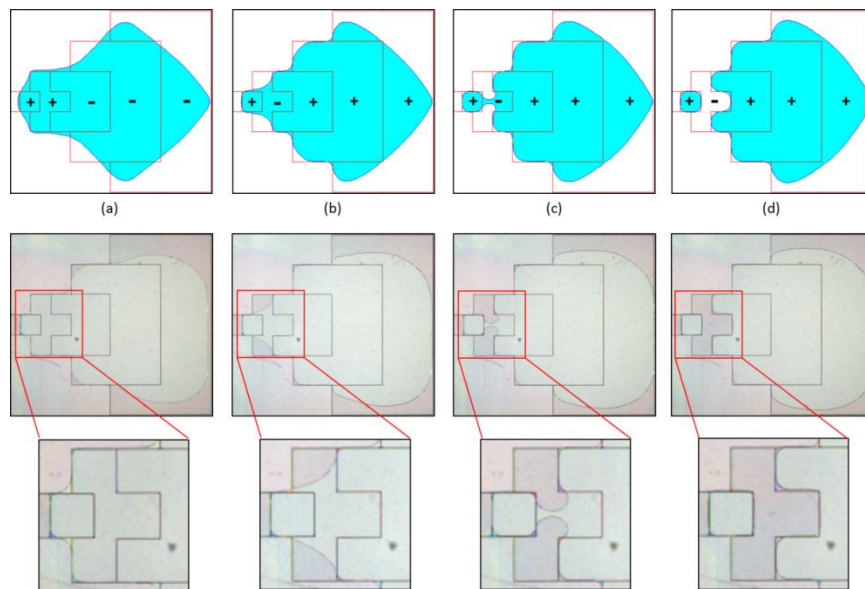 + + - - -
+ - + + +
+ - + + +
+ - + + +
(a) (b) (c) (d)